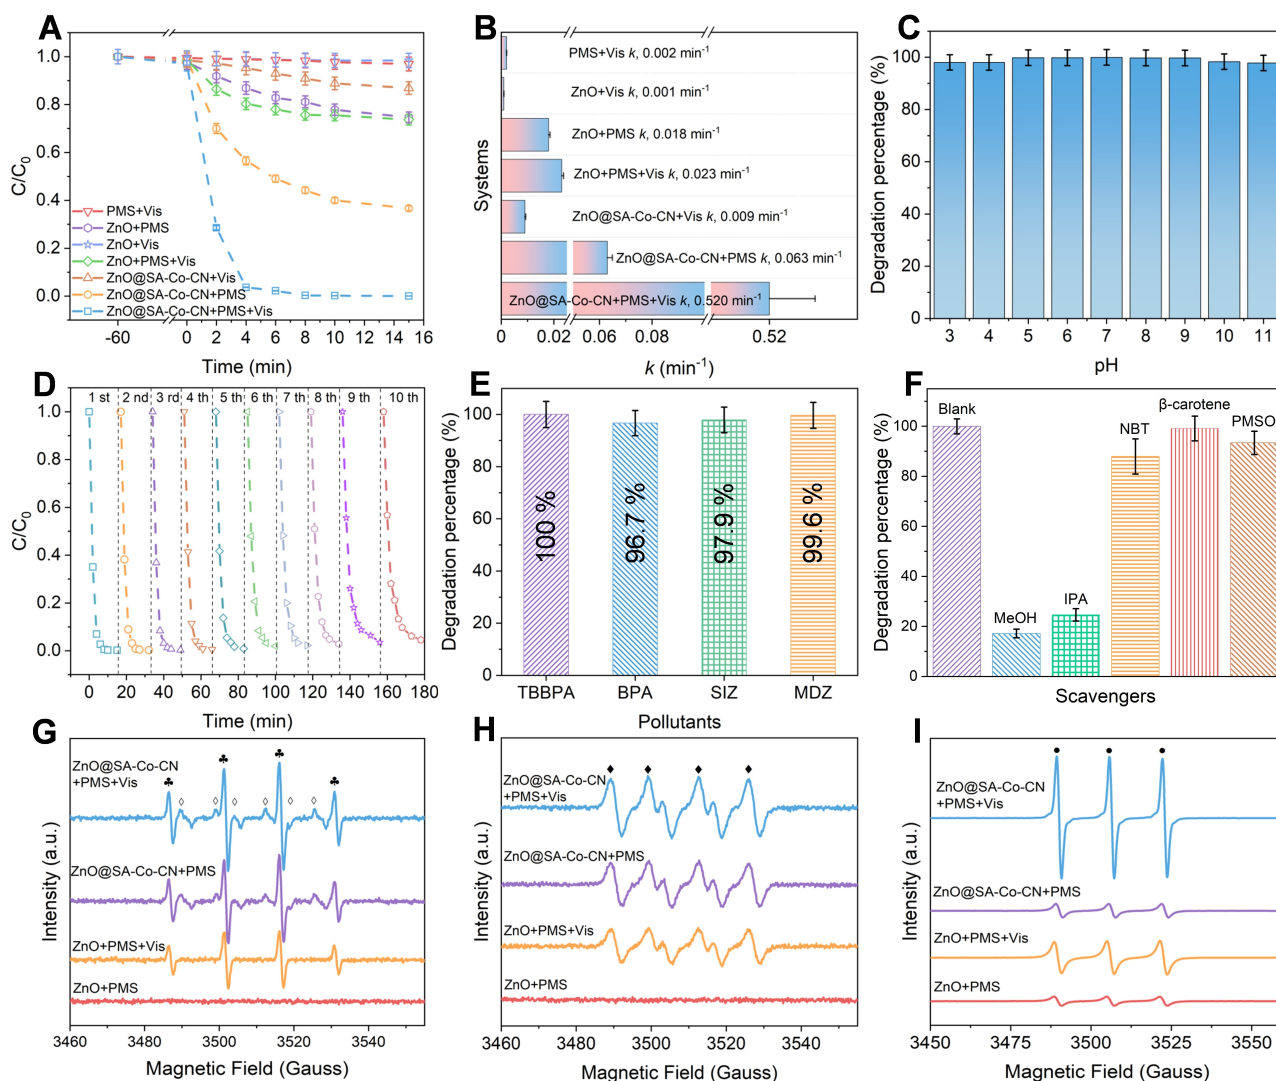 A
C/C0
1.0
0.8
0.6
0.4
0.2
0.0
PMS+Vis
ZnO+PMS
ZnO+Vis
ZnO+PMS+Vis
ZnO@SA-Co-CN+Vis
ZnO@SA-Co-CN+PMS
ZnO@SA-Co-CN+PMS+Vis
-60 0 2 4 6 8 10 12 14 16
Time (min)
B
Systems
PMS+Vis k, 0.002 min-1
ZnO+Vis k, 0.001 min-1
ZnO+PMS k, 0.018 min-1
ZnO+PMS+Vis k, 0.023 min-1
ZnO@SA-Co-CN+Vis k, 0.009 min-1
ZnO@SA-Co-CN+PMS k, 0.063 min-1
ZnO@SA-Co-CN+PMS+Vis k, 0.520 min-1
0 0.02 0.06 0.08 0.52
k (min-1)
C
Degradation percentage (%)
100
80
60
40
20
0
3 4 5 6 7 8 9 10 11
pH
D
C/C0
1 st 2 nd 3 rd 4 th 5 th 6 th 7 th 8 th 9 th 10 th
1.0
0.8
0.6
0.4
0.2
0.0
0 20 40 60 80 100 120 140 160 180
Time (min)
E
Degradation percentage (%)
100
80
60
40
20
0
100 %
96.7 %
97.9 %
99.6 %
TBBPA BPA SIZ MDZ
Pollutants
F
Degradation percentage (%)
100
80
60
40
20
0
Blank
MeOH
IPA
NBT
β-carotene
PMSO
Scavengers
G
Intensity (a.u.)
ZnO@SA-Co-CN
+PMS+Vis
ZnO@SA-Co-CN+PMS
ZnO+PMS+Vis
ZnO+PMS
3460 3480 3500 3520 3540
Magnetic Field (Gauss)
H
Intensity (a.u.)
ZnO@SA-Co-CN
+PMS+Vis
ZnO@SA-Co-CN+PMS
ZnO+PMS+Vis
ZnO+PMS
3460 3480 3500 3520 3540
Magnetic Field (Gauss)
I
Intensity (a.u.)
ZnO@SA-Co-CN
+PMS+Vis
ZnO@SA-Co-CN+PMS
ZnO+PMS+Vis
ZnO+PMS
3450 3475 3500 3525 3550
Magnetic Field (Gauss)